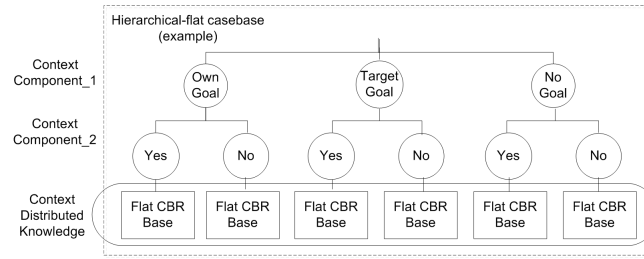 Hierarchical-flat casebase
(example)
Context
Component_1
Own
Goal
Target
Goal
No
Goal
Context
Component_2
Yes
No
Yes
No
Yes
No
Context
Distributed
Knowledge
Flat CBR
Base
Flat CBR
Base
Flat CBR
Base
Flat CBR
Base
Flat CBR
Base
Flat CBR
Base